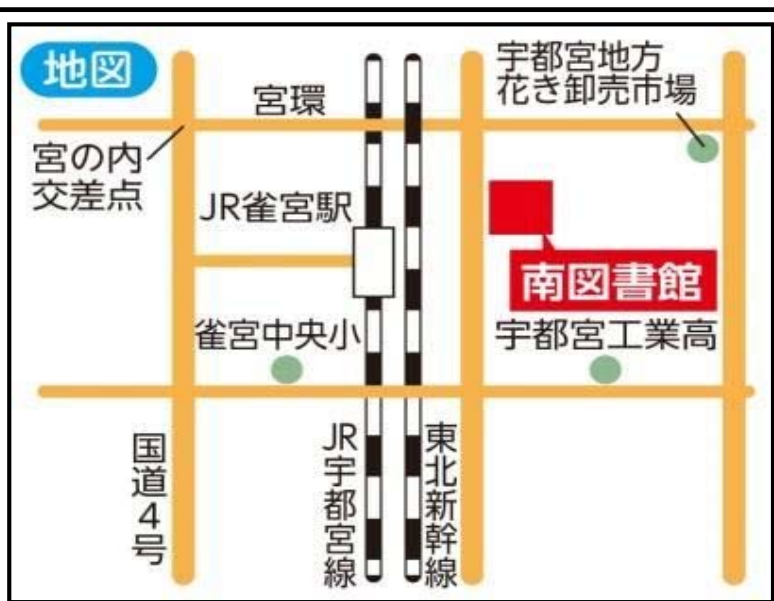 地図
宮環
宇都宮地方
花き卸売市場
宮の内
交差点
JR雀宮駅
南図書館
雀宮中央小
宇都宮工業高
国道4号
JR宇都宮線
東北新幹線